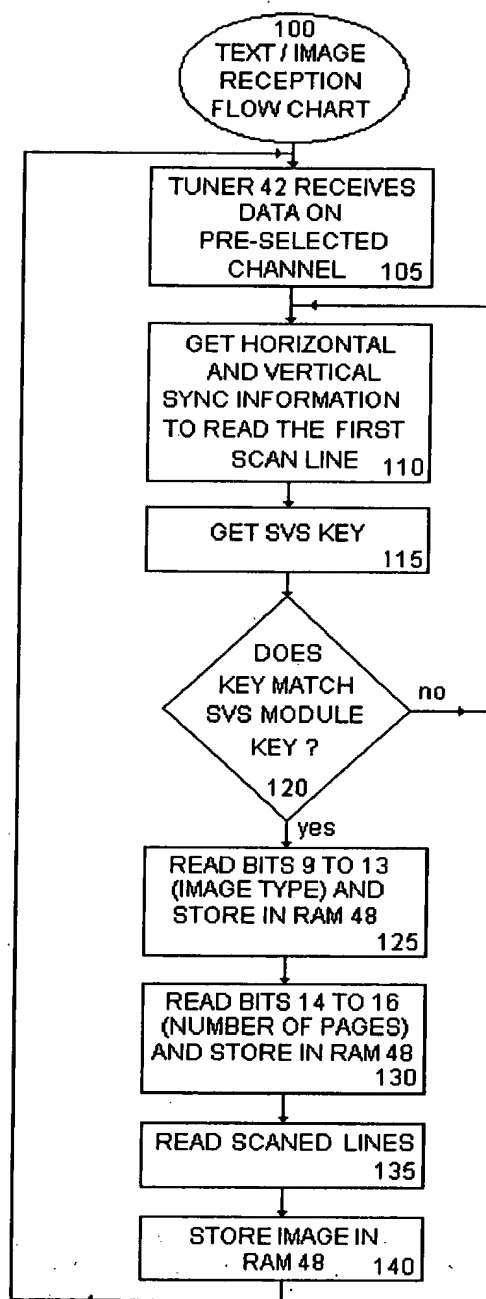 100
TEXT / IMAGE
RECEPTION
FLOW CHART
TUNER 42 RECEIVES
DATA ON
PRE-SELECTED
CHANNEL 105
GET HORIZONTAL
AND VERTICAL
SYNC INFORMATION
TO READ THE FIRST
SCAN LINE 110
GET SVS KEY
115
DOES
KEY MATCH
SVS MODULE
KEY ?
120
no
yes
READ BITS 9 TO 13
(IMAGE TYPE) AND
STORE IN RAM 48
125
READ BITS 14 TO 16
(NUMBER OF PAGES)
AND STORE IN RAM 48
130
READ SCANED LINES
135
STORE IMAGE IN
RAM 48 140